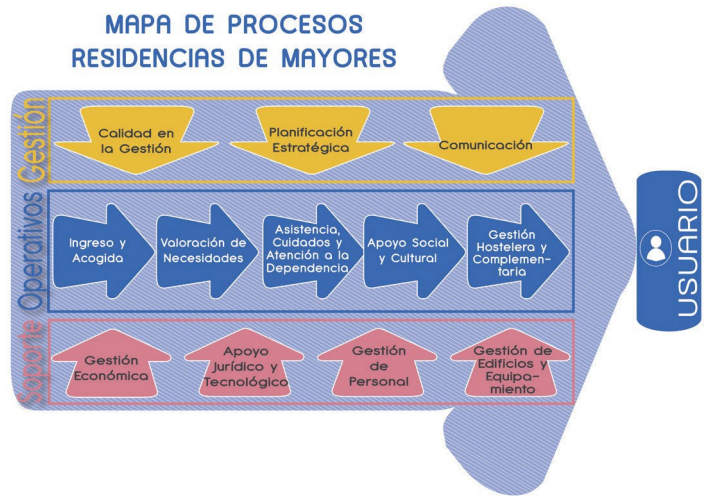 MAPA DE PROCESOS
RESIDENCIAS DE MAYORES
Gestión
Calidad en
la Gestión
Planificación
Estratégica
Comunicación
Operativos
Ingreso y
Acogida
Valoración de
Necesidades
Asistencia,
Cuidados y
Atención a la
Dependencia
Apoyo Social
y Cultural
Gestión
Hostelera y
Complemen-
taria
Soporte
Gestión
Económica
Apoyo
Jurídico y
Tecnológico
Gestión
de
Personal
Gestión de
Edificios y
Equipa-
miento
USUARIO